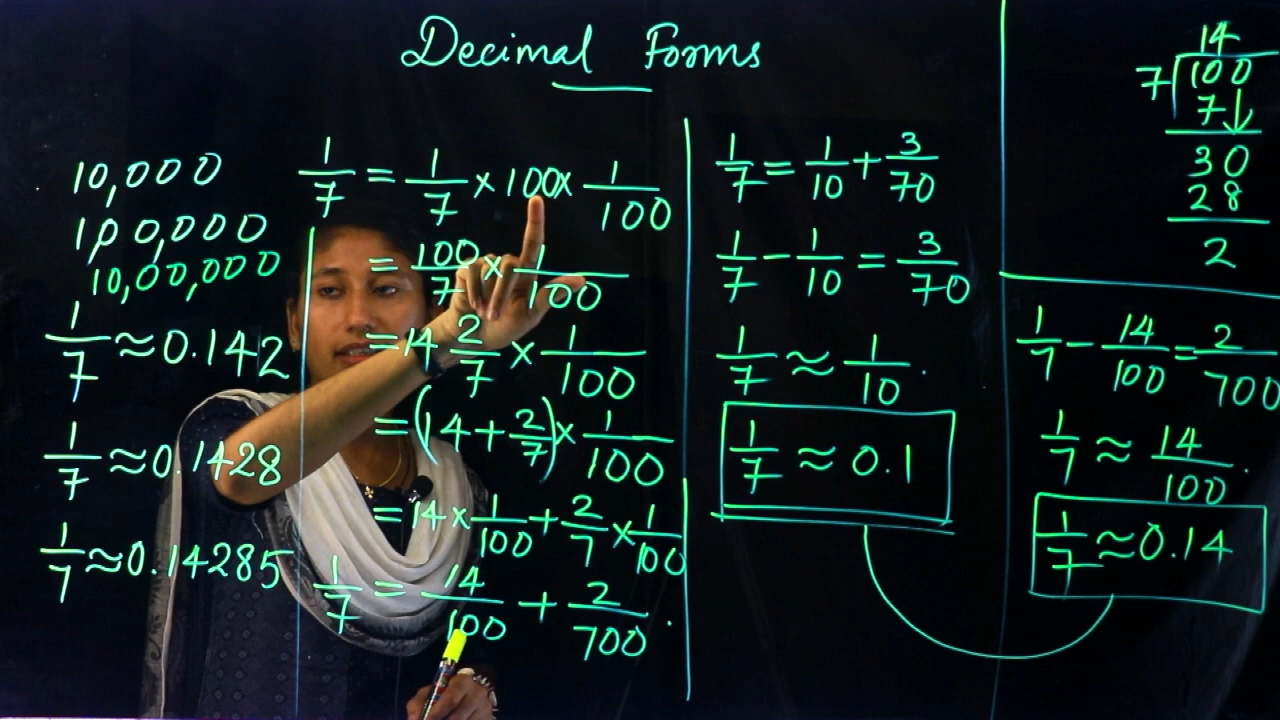 Decimal Forms
10,000
100,000
10,00,000
1/7 ≈ 0.142
1/7 ≈ 0.1428
1/7 ≈ 0.14285
1/7 = 1/7 × 100 × 1/100
= 100/7 × 1/100
= 14 2/7 × 1/100
= (14 + 2/7) × 1/100
= 14 × 1/100 + 2/7 × 1/100
1/7 = 14/100 + 2/700.
1/7 = 1/10 + 3/70
1/7 - 1/10 = 3/70
1/7 ≈ 1/10.
1/7 ≈ 0.1
14
7 100
7↓
30
28
2
1/7 - 14/100 = 2/700
1/7 ≈ 14/100.
1/7 ≈ 0.14